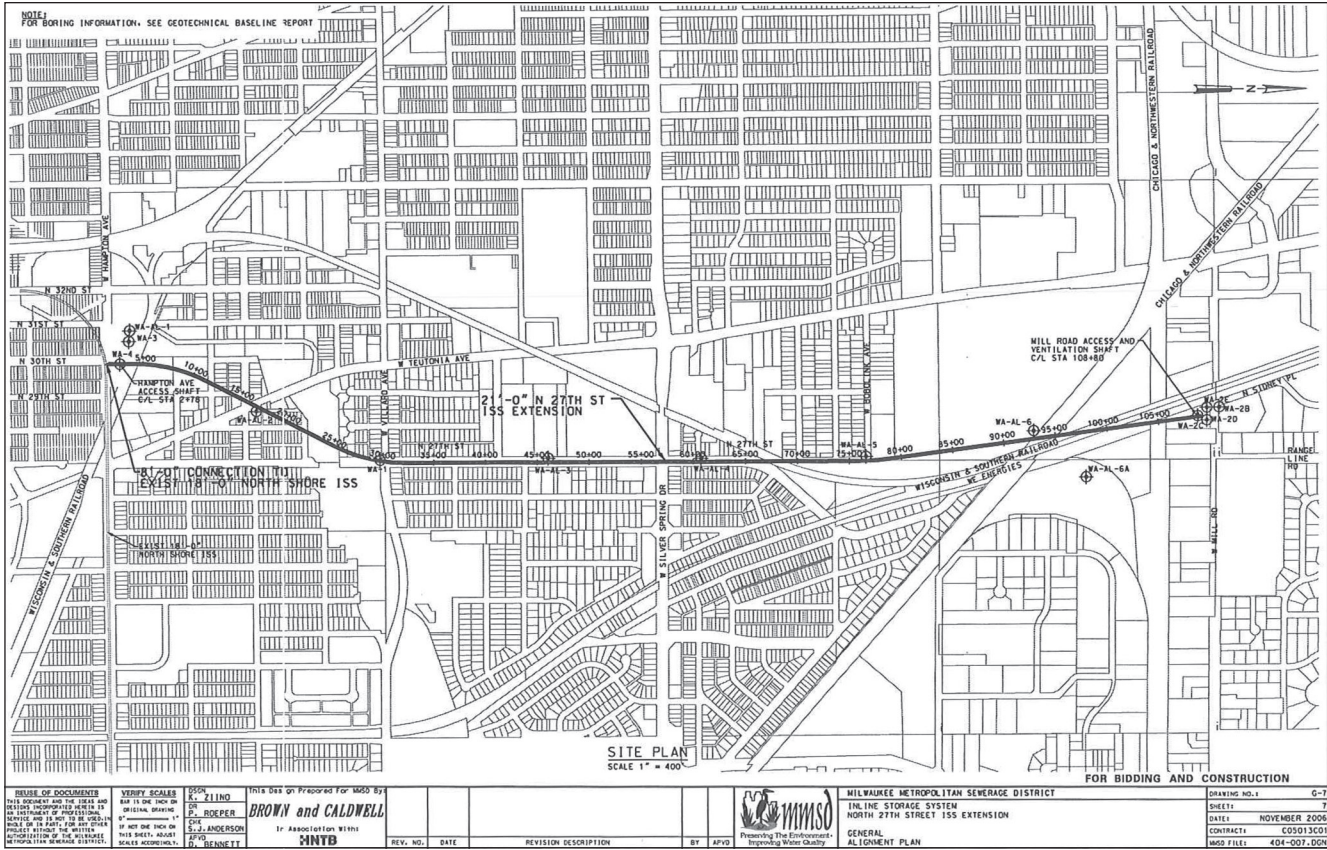 NOTE:
FOR BORING INFORMATION, SEE GEOTECHNICAL BASELINE REPORT
CHICAGO & NORTHWESTERN RAILROAD
CHICAGO & NORTHWESTERN RAILROAD
N
W HAMPTON AVE
N 32ND ST
N 31ST ST
N 30TH ST
N 29TH ST
WA-AL-1
WA-3
WA-4
5+00
10+00
15+00
HAMPTON AVE
ACCESS SHAFT
C/L STA 2+78
W TEUTONIA AVE
W VILLARD AVE
WA-AL-2
25+00
30+00
N 27TH ST
35+00
40+00
45+00
WA-AL-3
50+00
55+00
21'-0" N 27TH ST
ISS EXTENSION
60+00
WA-AL-4
N 27TH ST
65+00
70+00
75+00
WA-AL-5
W BOBOLINK AVE
80+00
85+00
90+00
WA-AL-6
95+00
100+00
105+00
MILL ROAD ACCESS AND
VENTILATION SHAFT
C/L STA 108+80
N SIDNEY PL
WA-2E
WA-2B
WA-2D
WA-2C
WA-AL-6A
RANGE
LINE
RD
W MILL RD
WISCONSIN & SOUTHERN RAILROAD
WE ENERGIES
CONNECTION TO
EXIST 18'-0" NORTH SHORE ISS
EXIST 18'-0"
NORTH SHORE ISS
WISCONSIN & SOUTHERN RAILROAD
W SILVER SPRING DR
SITE PLAN
SCALE 1" = 400'
FOR BIDDING AND CONSTRUCTION
REUSE OF DOCUMENTS
THIS DOCUMENT AND THE IDEAS AND
DESIGNS INCORPORATED HEREIN IS
AN INSTRUMENT OF PROFESSIONAL
SERVICE AND IS NOT TO BE USED, IN
WHOLE OR IN PART, FOR ANY OTHER
PROJECT WITHOUT THE WRITTEN
AUTHORIZATION OF THE MILWAUKEE
METROPOLITAN SEWERAGE DISTRICT.
VERIFY SCALES
BAR IS ONE INCH ON
ORIGINAL DRAWING
0" 1"
IF NOT ONE INCH ON
THIS SHEET, ADJUST
SCALES ACCORDINGLY.
DSGN
K. ZIINO
DR
P. ROEPER
CHK
S.J. ANDERSON
APVD
D. BENNETT
This Design Prepared For MMSD By:
BROWN and CALDWELL
In Association With:
HNTB
REV. NO.
DATE
REVISION DESCRIPTION
BY
APVD
mmsd
Preserving The Environment •
Improving Water Quality
MILWAUKEE METROPOLITAN SEWERAGE DISTRICT
INLINE STORAGE SYSTEM
NORTH 27TH STREET ISS EXTENSION
GENERAL
ALIGNMENT PLAN
DRAWING NO.: G-7
SHEET: 7
DATE: NOVEMBER 2006
CONTRACT: C05013C01
MMSD FILE: 404-007.DGN